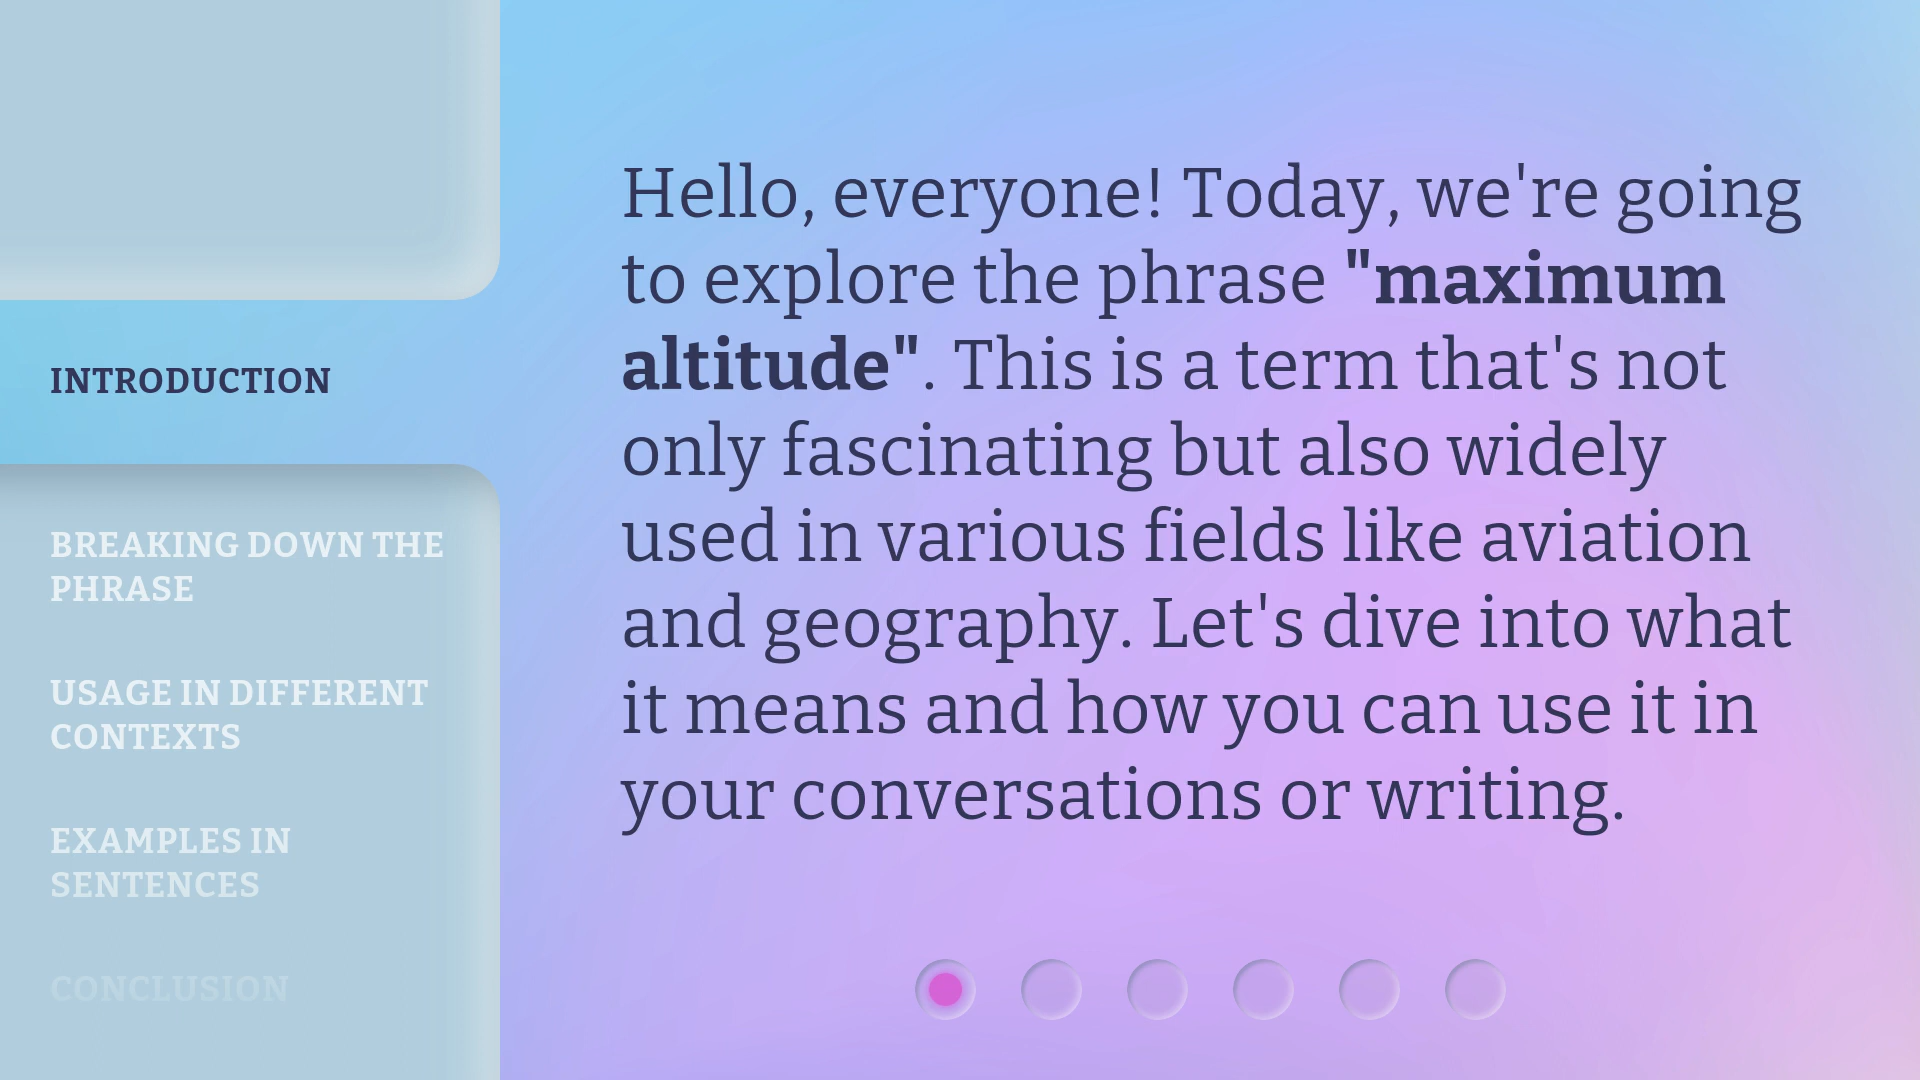 INTRODUCTION
BREAKING DOWN THE
PHRASE
USAGE IN DIFFERENT
CONTEXTS
EXAMPLES IN
SENTENCES
CONCLUSION
Hello, everyone! Today, we're going
to explore the phrase "maximum
altitude". This is a term that's not
only fascinating but also widely
used in various fields like aviation
and geography. Let's dive into what
it means and how you can use it in
your conversations or writing.